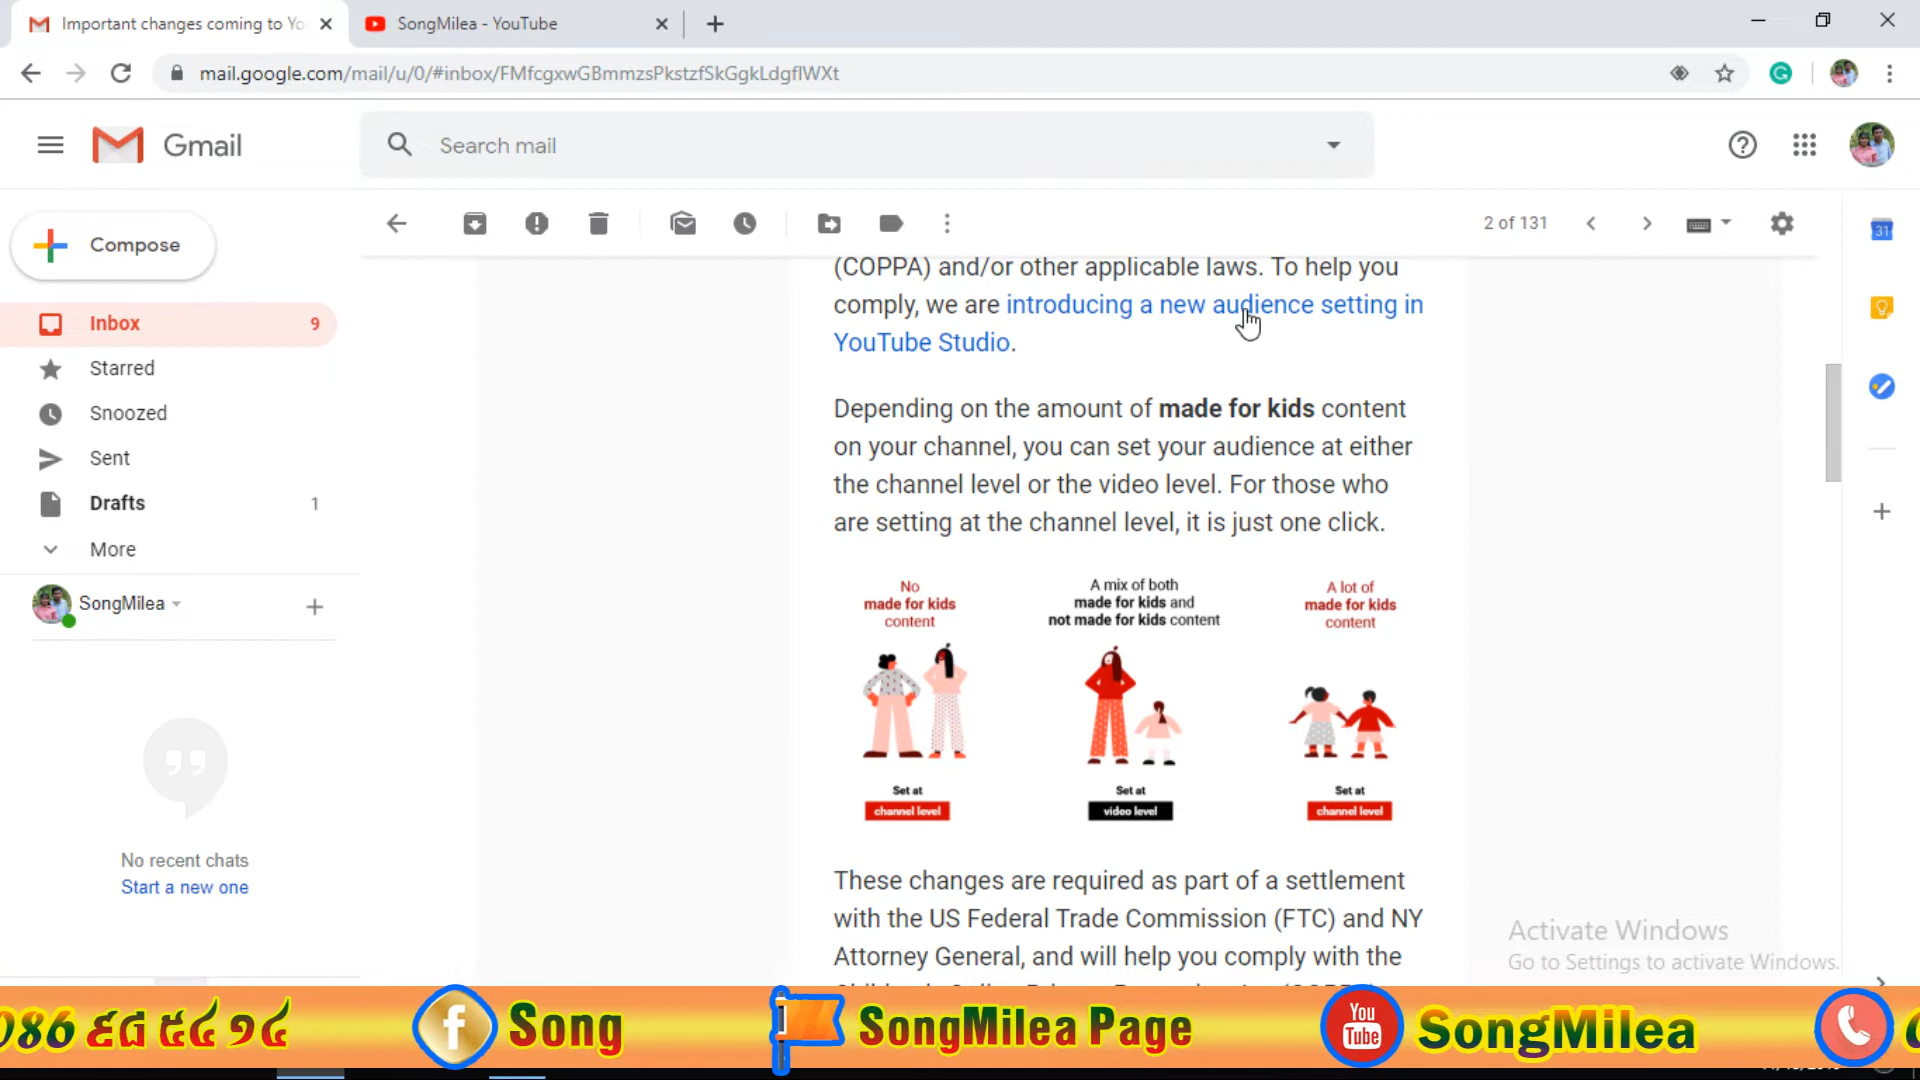 Important changes coming to Yo
SongMilea - YouTube
mail.google.com/mail/u/0/#inbox/FMfcgxwGBmmzsPkstzfSkGgkLdgflWXt
Gmail
Search mail
Compose
2 of 131
31
Inbox 9
Starred
Snoozed
Sent
Drafts 1
More
SongMilea
No recent chats
Start a new one
(COPPA) and/or other applicable laws. To help you
comply, we are introducing a new audience setting in
YouTube Studio.
Depending on the amount of made for kids content
on your channel, you can set your audience at either
the channel level or the video level. For those who
are setting at the channel level, it is just one click.
No
made for kids
content
A mix of both
made for kids and
not made for kids content
A lot of
made for kids
content
Set at
channel level
Set at
video level
Set at
channel level
These changes are required as part of a settlement
with the US Federal Trade Commission (FTC) and NY
Attorney General, and will help you comply with the
Activate Windows
Go to Settings to activate Windows.
Song
SongMilea Page
You
Tube
SongMilea